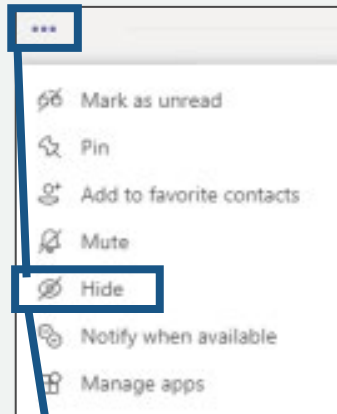 Mark as unread
Pin
Add to favorite contacts
Mute
Hide
Notify when available
Manage apps